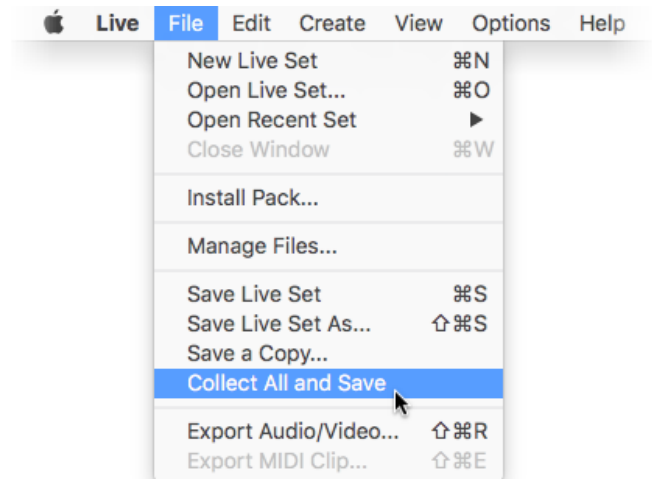 Live File Edit Create View Options Help
New Live Set ⌘N
Open Live Set... ⌘O
Open Recent Set ▶
Close Window ⌘W
Install Pack...
Manage Files...
Save Live Set ⌘S
Save Live Set As... ⇧⌘S
Save a Copy...
Collect All and Save
Export Audio/Video... ⇧⌘R
Export MIDI Clip... ⇧⌘E